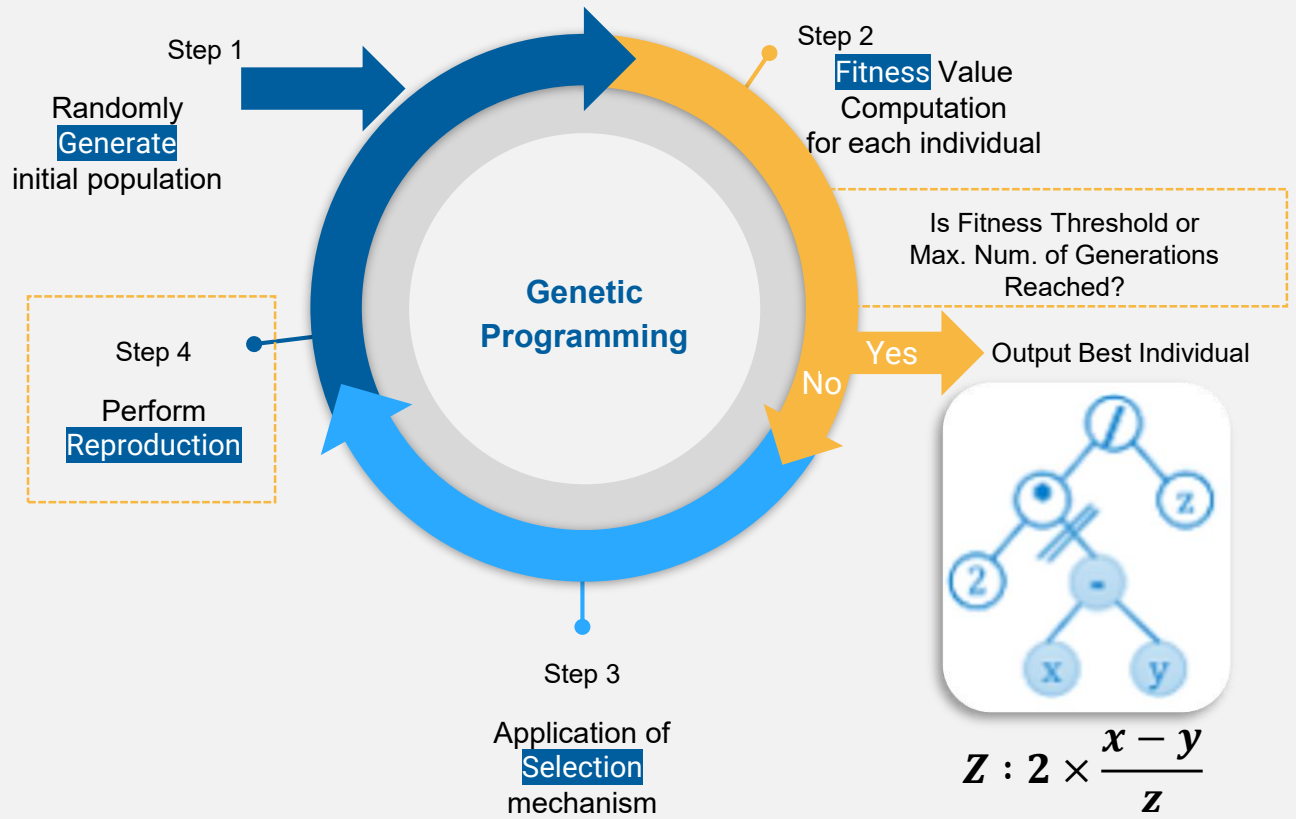 Step 1
Randomly
Generate
initial population
Step 2
Fitness Value
Computation
for each individual
Is Fitness Threshold or
Max. Num. of Generations
Reached?
Genetic
Programming
Yes
No
Output Best Individual
Step 4
Perform
Reproduction
Step 3
Application of
Selection
mechanism
/
•
z
2
-
x
y
Z : 2 × (x − y)/z